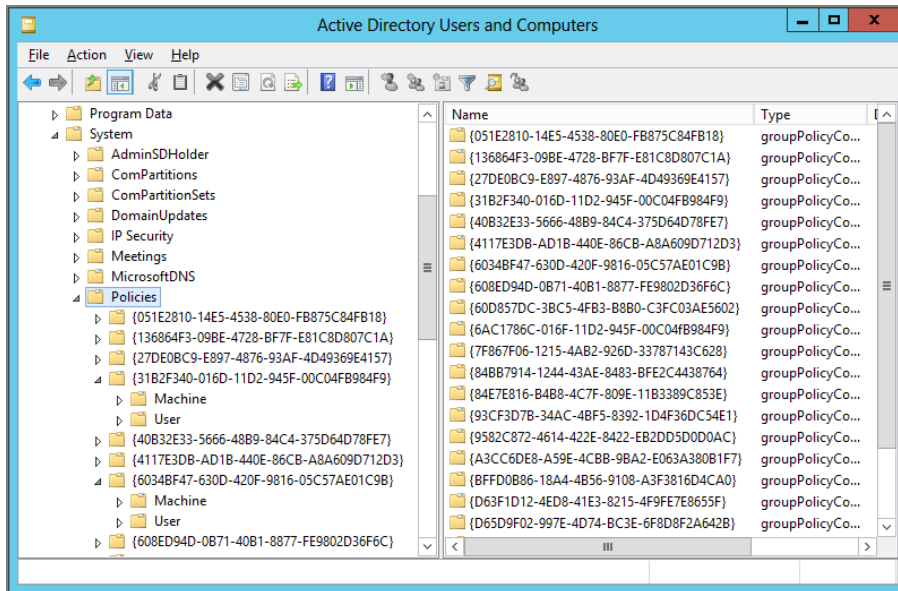 Active Directory Users and Computers
File Action View Help
Program Data
System
AdminSDHolder
ComPartitions
ComPartitionSets
DomainUpdates
IP Security
Meetings
MicrosoftDNS
Policies
{051E2810-14E5-4538-80E0-FB875C84FB18}
{136864F3-09BE-4728-BF7F-E81C8D807C1A}
{27DE0BC9-E897-4876-93AF-4D49369E4157}
{31B2F340-016D-11D2-945F-00C04FB984F9}
Machine
User
{40B32E33-5666-48B9-84C4-375D64D78FE7}
{4117E3DB-AD1B-440E-86CB-A8A609D712D3}
{6034BF47-630D-420F-9816-05C57AE01C9B}
Machine
User
{608ED94D-0B71-40B1-8877-FE9802D36F6C}
Name Type
{051E2810-14E5-4538-80E0-FB875C84FB18} groupPolicyCo...
{136864F3-09BE-4728-BF7F-E81C8D807C1A} groupPolicyCo...
{27DE0BC9-E897-4876-93AF-4D49369E4157} groupPolicyCo...
{31B2F340-016D-11D2-945F-00C04FB984F9} groupPolicyCo...
{40B32E33-5666-48B9-84C4-375D64D78FE7} groupPolicyCo...
{4117E3DB-AD1B-440E-86CB-A8A609D712D3} groupPolicyCo...
{6034BF47-630D-420F-9816-05C57AE01C9B} groupPolicyCo...
{608ED94D-0B71-40B1-8877-FE9802D36F6C} groupPolicyCo...
{60D857DC-3BC5-4FB3-B8B0-C3FC03AE5602} groupPolicyCo...
{6AC1786C-016F-11D2-945F-00C04fB984F9} groupPolicyCo...
{7F867F06-1215-4AB2-926D-33787143C628} groupPolicyCo...
{84BB7914-1244-43AE-8483-BFE2C4438764} groupPolicyCo...
{84E7E816-B4B8-4C7F-809E-11B3389C853E} groupPolicyCo...
{93CF3D7B-34AC-4BF5-8392-1D4F36DC54E1} groupPolicyCo...
{9582C872-4614-422E-8422-EB2DD5D0D0AC} groupPolicyCo...
{A3CC6DE8-A59E-4CBB-9BA2-E063A380B1F7} groupPolicyCo...
{BFFD0B86-18A4-4B56-9108-A3F3816D4CA0} groupPolicyCo...
{D63F1D12-4ED8-41E3-8215-4F9FE7E8655F} groupPolicyCo...
{D65D9F02-997E-4D74-BC3E-6F8D8F2A642B} groupPolicyCo...